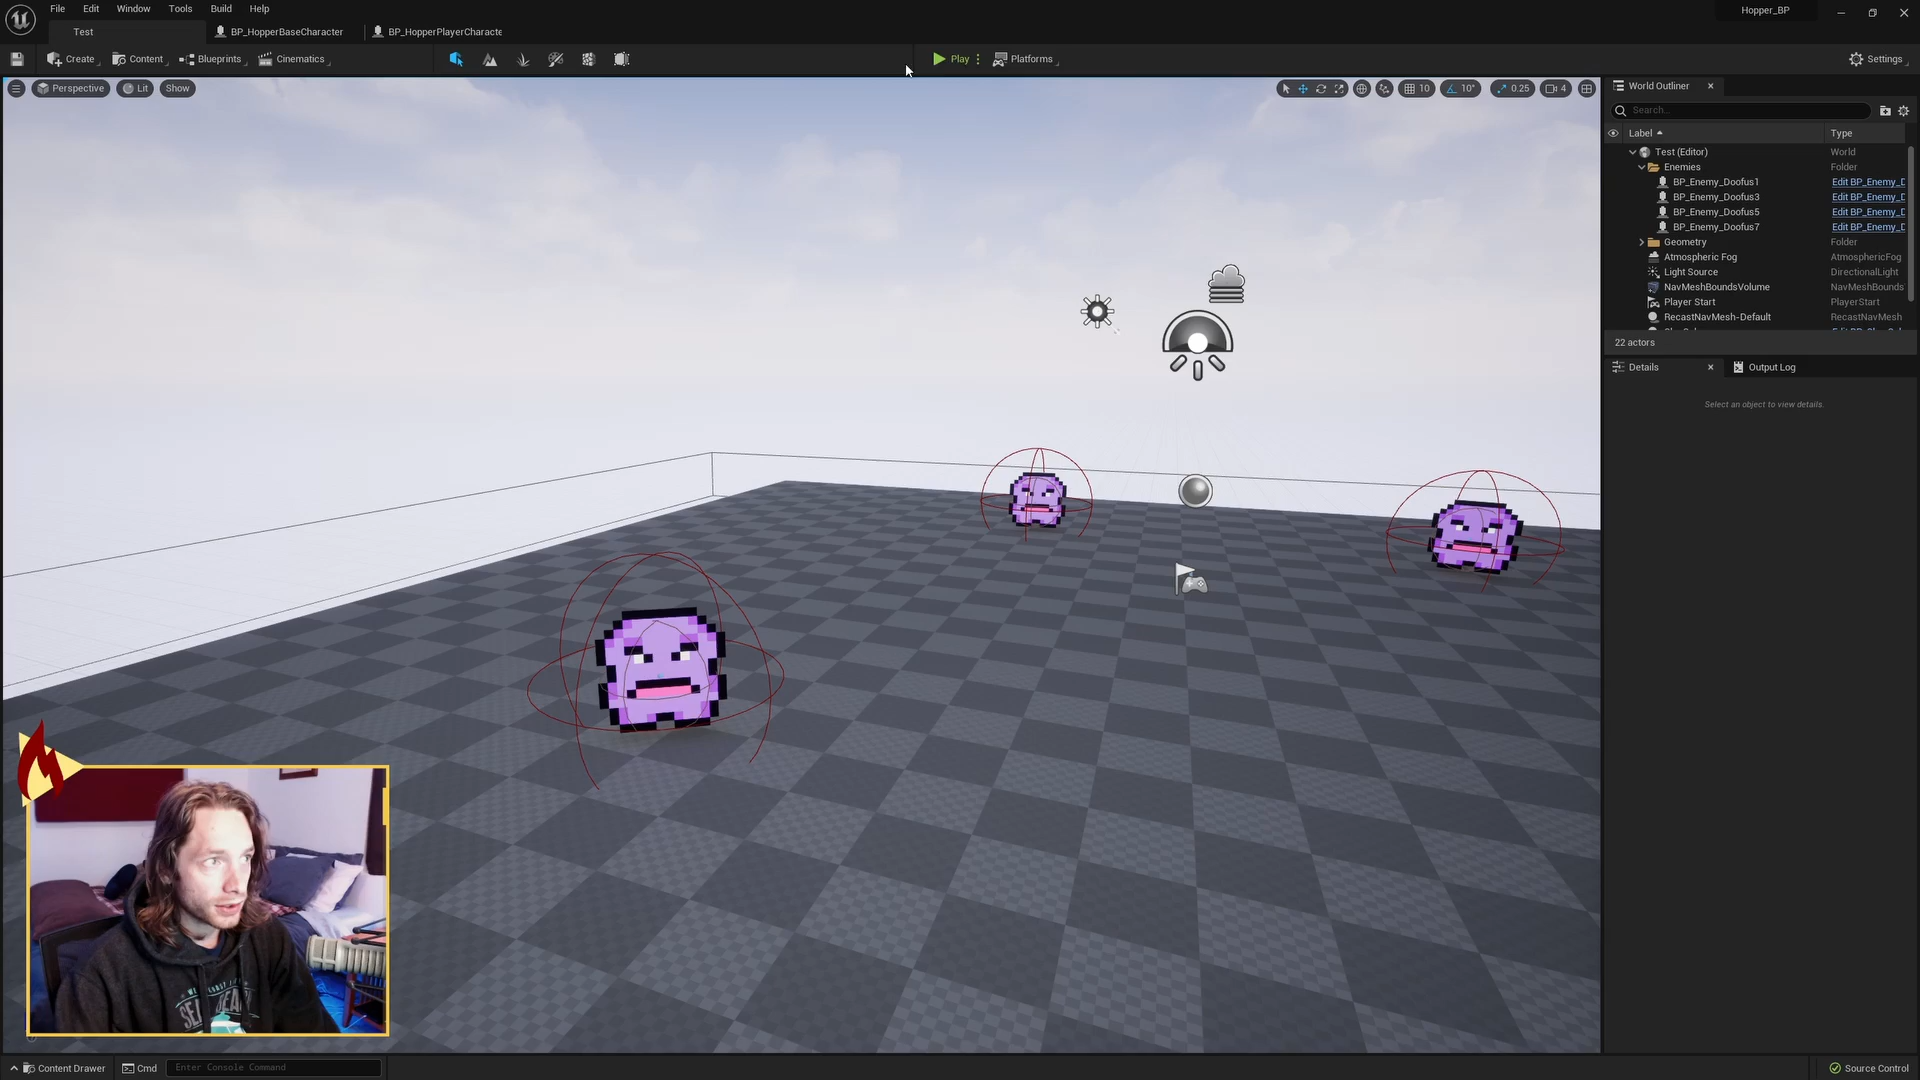 File Edit Window Tools Build Help
Hopper_BP
Test
BP_HopperBaseCharacter
BP_HopperPlayerCharacte
Create
Content
Blueprints
Cinematics
Play
Platforms
Settings
Perspective
Lit
Show
10
10°
0.25
4
World Outliner
Search...
Label
Type
Test (Editor) World
Enemies Folder
BP_Enemy_Doofus1 Edit BP_Enemy_D
BP_Enemy_Doofus3 Edit BP_Enemy_D
BP_Enemy_Doofus5 Edit BP_Enemy_D
BP_Enemy_Doofus7 Edit BP_Enemy_D
Geometry Folder
Atmospheric Fog AtmosphericFog
Light Source DirectionalLight
NavMeshBoundsVolume NavMeshBounds
Player Start PlayerStart
RecastNavMesh-Default RecastNavMesh
22 actors
Details
Output Log
Select an object to view details.
Content Drawer
Cmd
Enter Console Command
Source Control